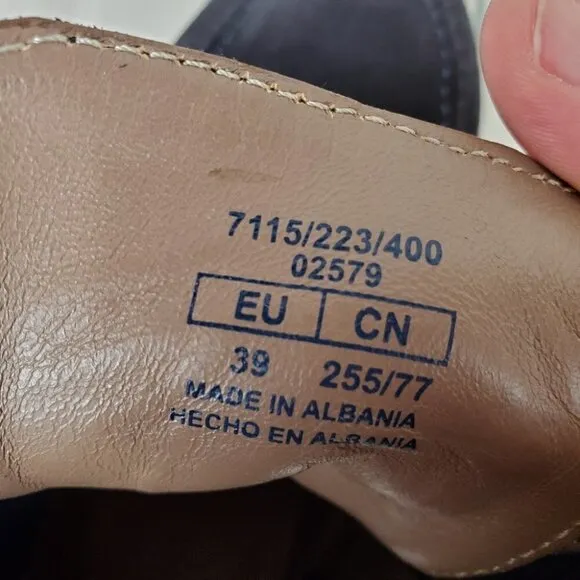 7115/223/400
02579
EU CN
39 255/77
MADE IN ALBANIA
HECHO EN ALBANIA